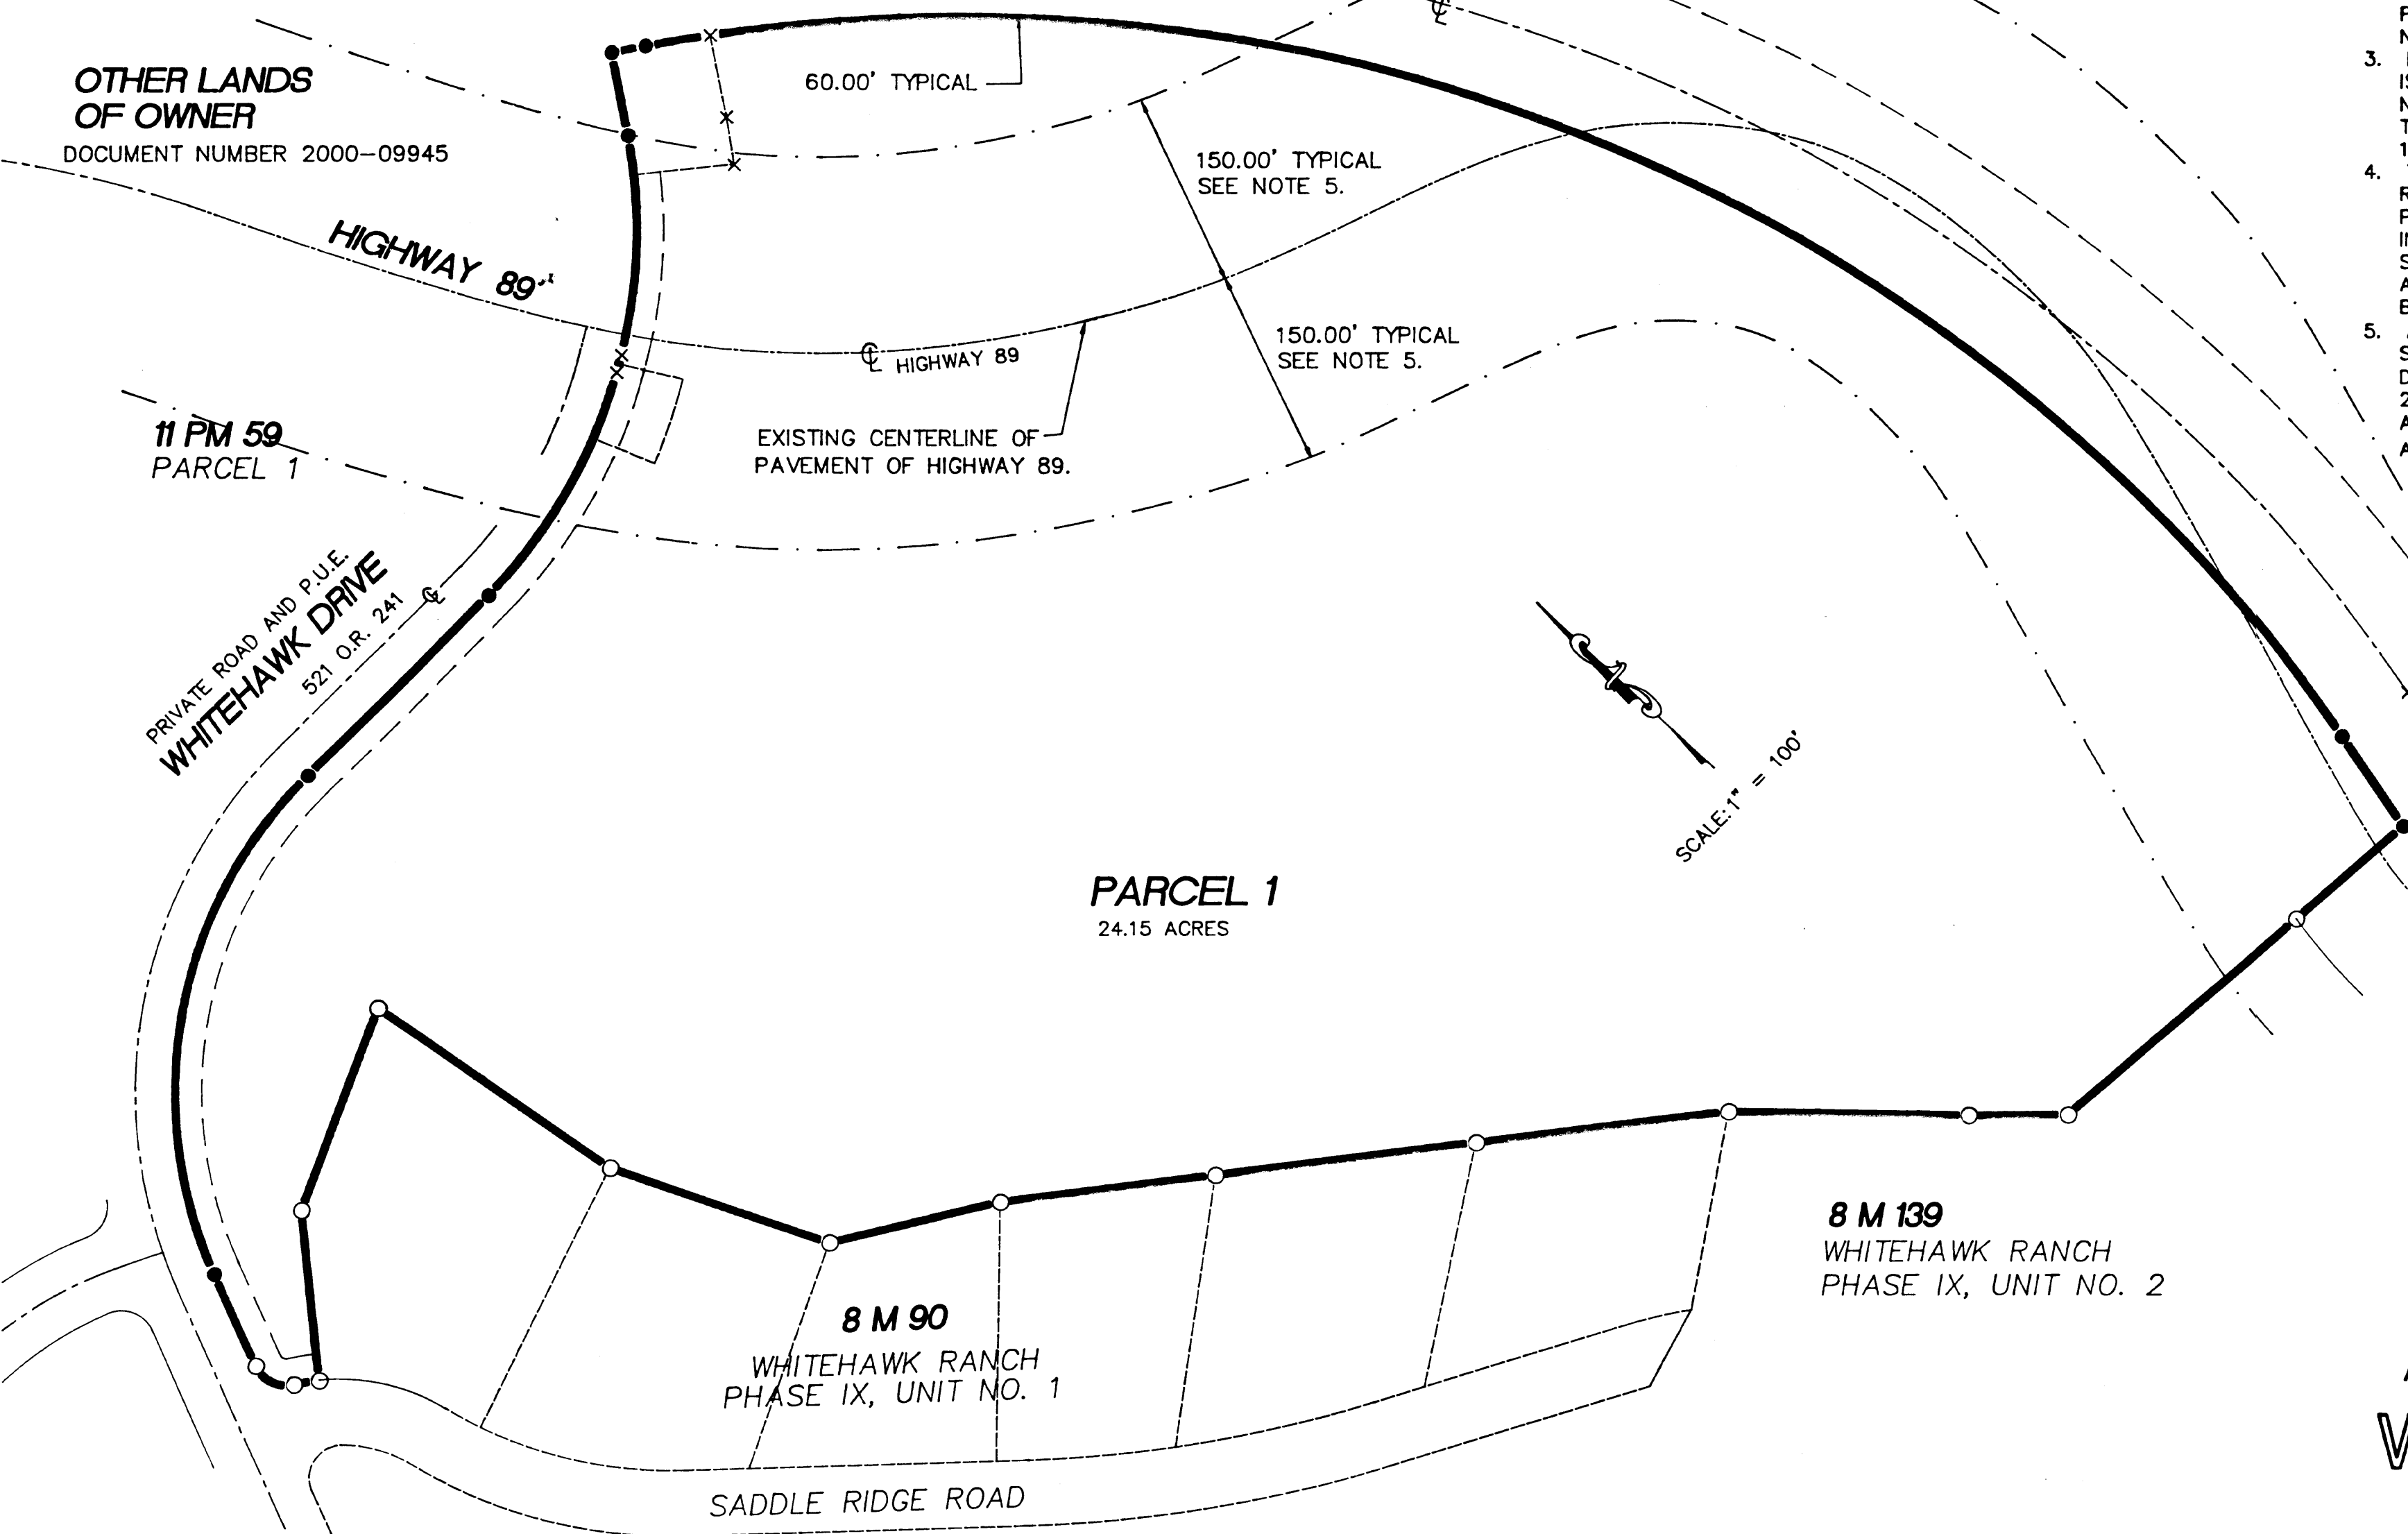 OTHER LANDS
OF OWNER
DOCUMENT NUMBER 2000-09945
60.00' TYPICAL
150.00' TYPICAL
SEE NOTE 5.
HIGHWAY 89
150.00' TYPICAL
SEE NOTE 5.
℄ HIGHWAY 89
EXISTING CENTERLINE OF
PAVEMENT OF HIGHWAY 89.
11 PM 59
PARCEL 1
PRIVATE ROAD AND P.U.E.
WHITEHAWK DRIVE
521 O.R. 241
℄
℄
SCALE: 1" = 100'
PARCEL 1
24.15 ACRES
8 M 139
WHITEHAWK RANCH
PHASE IX, UNIT NO. 2
8 M 90
WHITEHAWK RANCH
PHASE IX, UNIT NO. 1
SADDLE RIDGE ROAD
3.
4.
5.